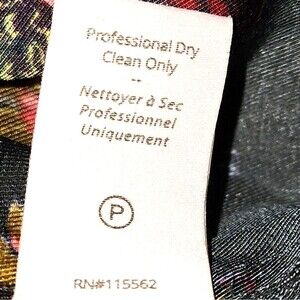 Professional Dry
Clean Only
--
Nettoyer à Sec
Professionnel
Uniquement
P
RN#115562